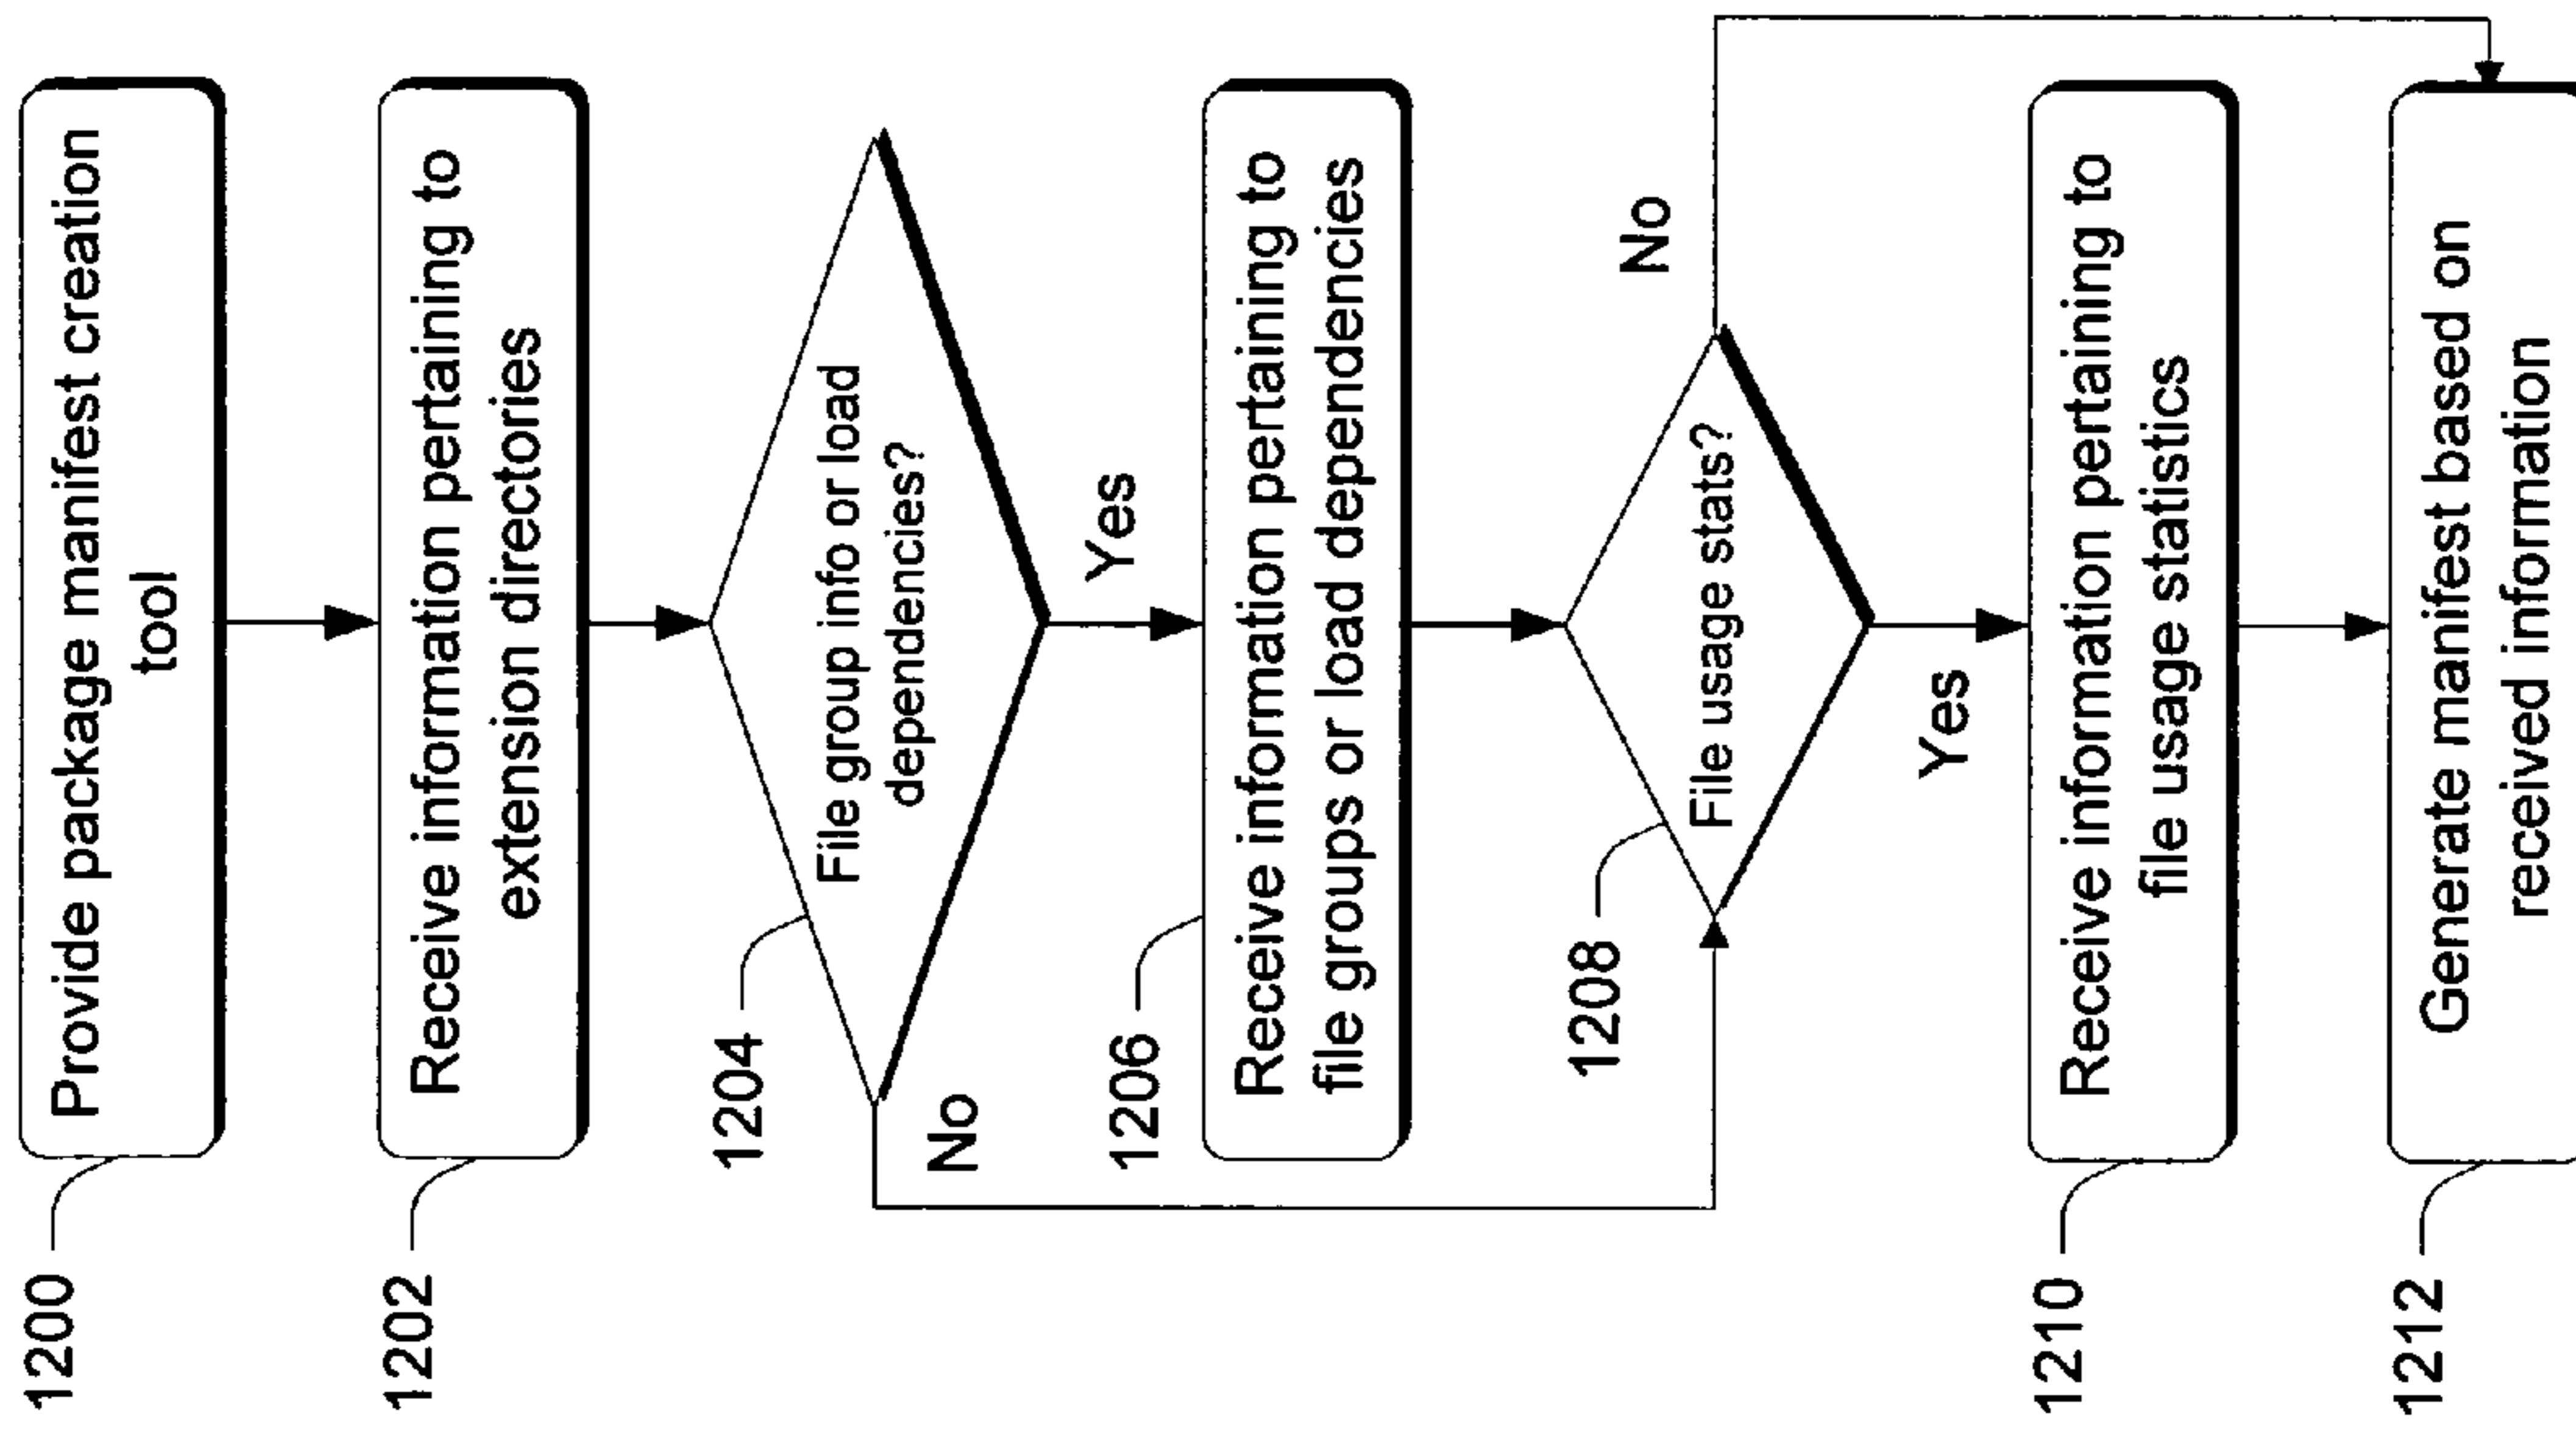 1200
Provide package manifest creation
tool
1202
Receive information pertaining to
extension directories
1204
File group info or load
dependencies?
No
Yes
1206
Receive information pertaining to
file groups or load dependencies
1208
File usage stats?
No
Yes
1210
Receive information pertaining to
file usage statistics
1212
Generate manifest based on
received information